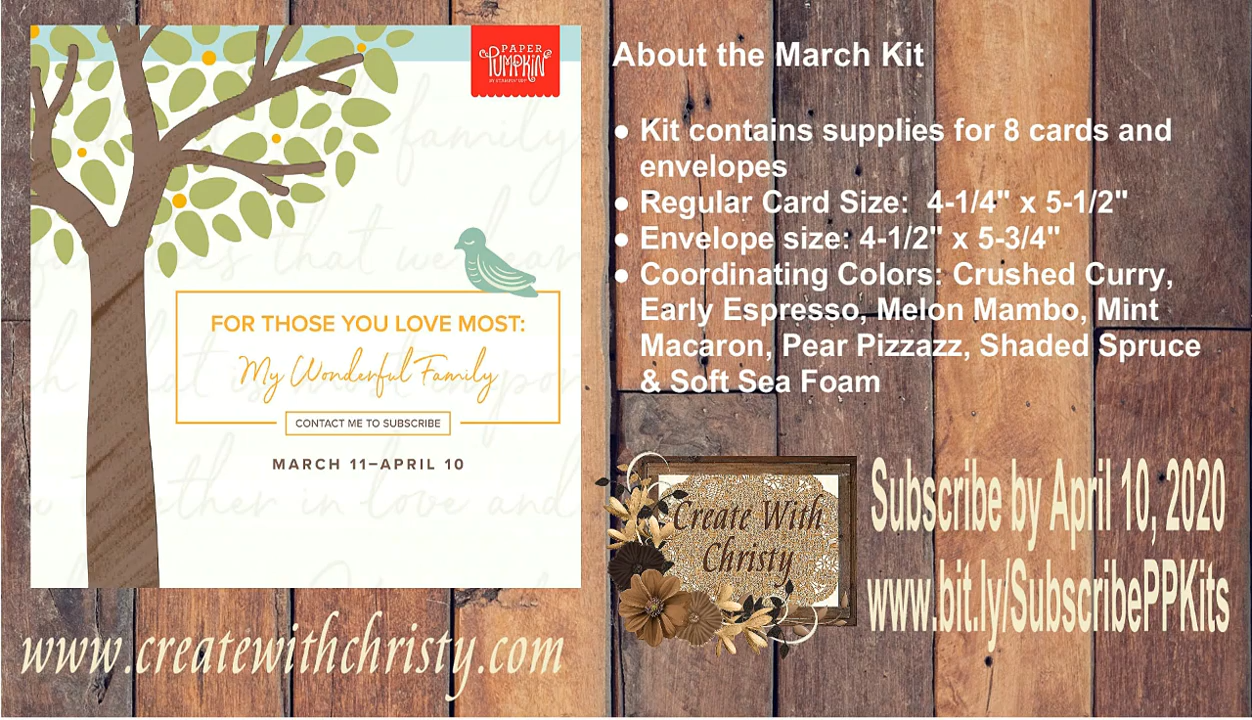 PAPER
PUMPKIN
BY STAMPIN' UP!
FOR THOSE YOU LOVE MOST:
My Wonderful Family
CONTACT ME TO SUBSCRIBE
MARCH 11–APRIL 10
www.createwithchristy.com
About the March Kit
● Kit contains supplies for 8 cards and
envelopes
● Regular Card Size:  4-1/4" x 5-1/2"
● Envelope size: 4-1/2" x 5-3/4"
● Coordinating Colors: Crushed Curry,
Early Espresso, Melon Mambo, Mint
Macaron, Pear Pizzazz, Shaded Spruce
& Soft Sea Foam
Create With
Christy
Subscribe by April 10, 2020
www.bit.ly/SubscribePPKits